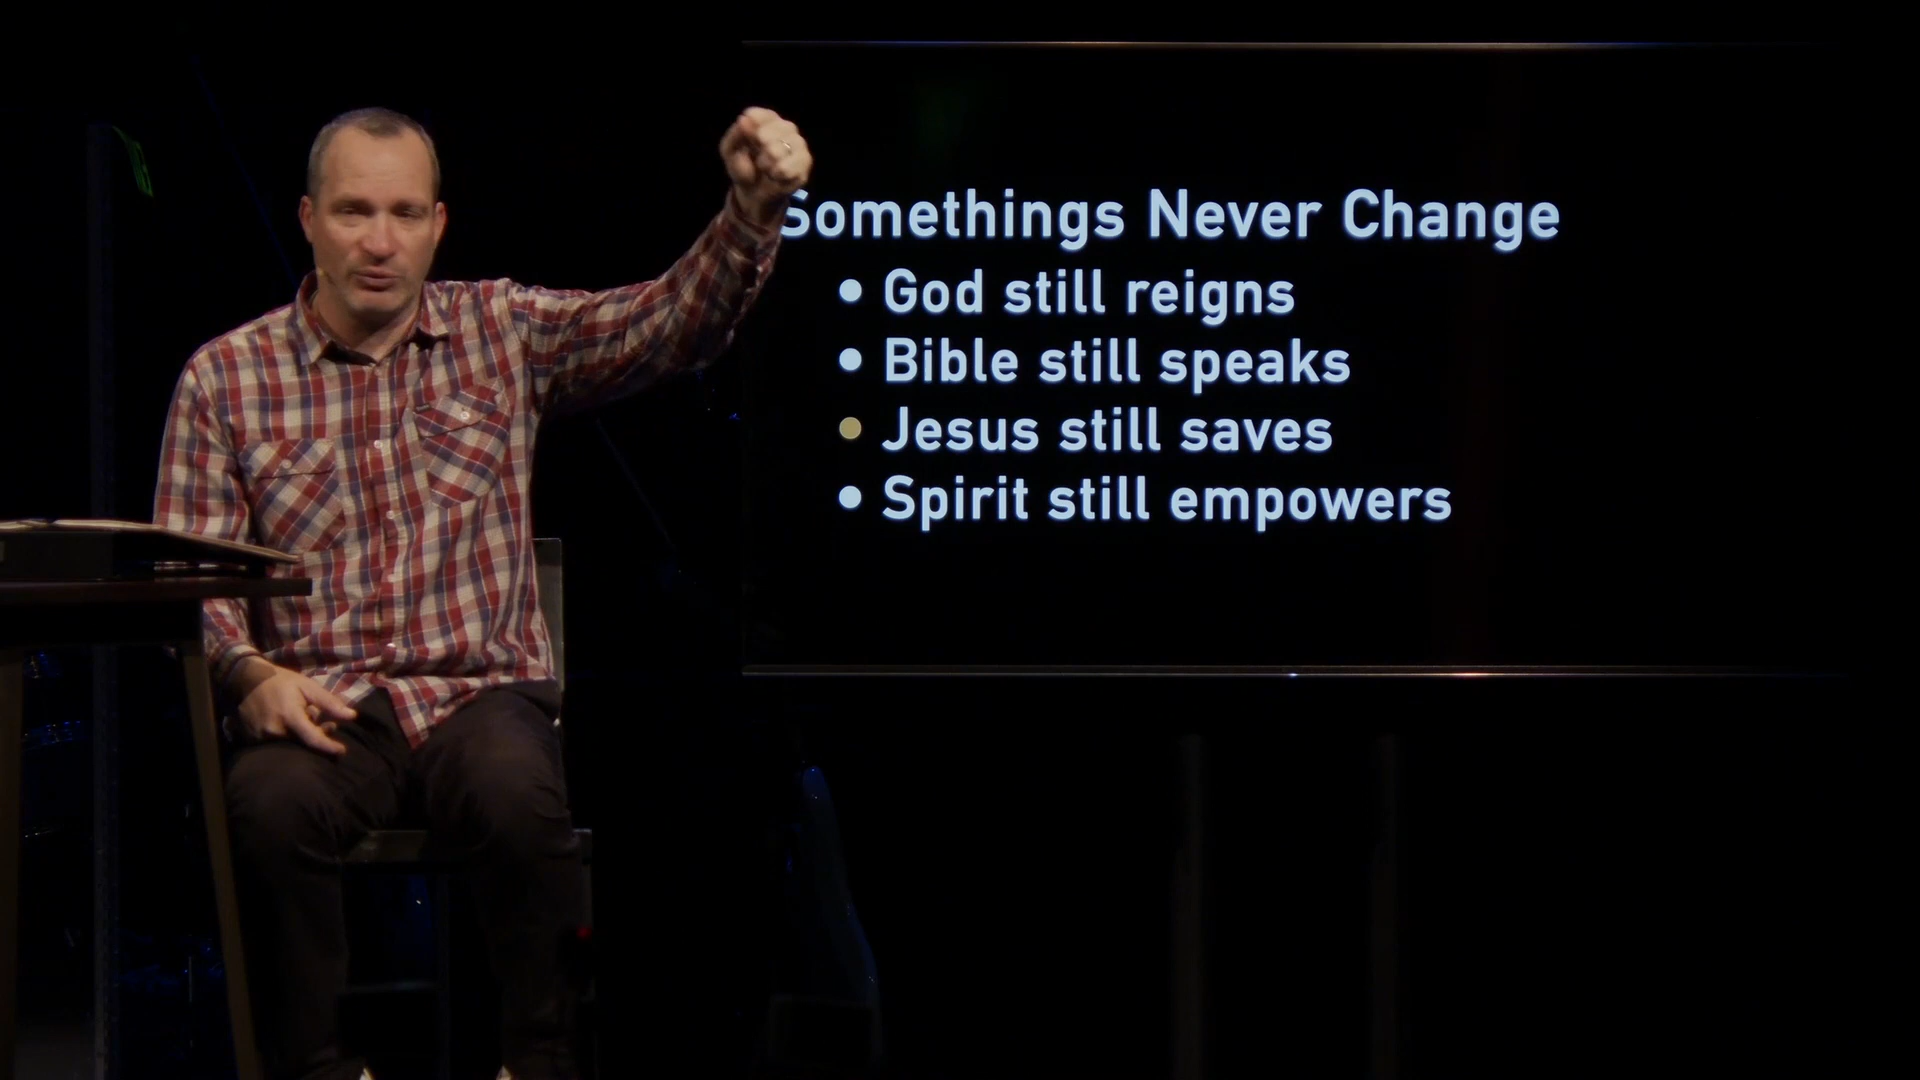 Somethings Never Change
• God still reigns
• Bible still speaks
• Jesus still saves
• Spirit still empowers